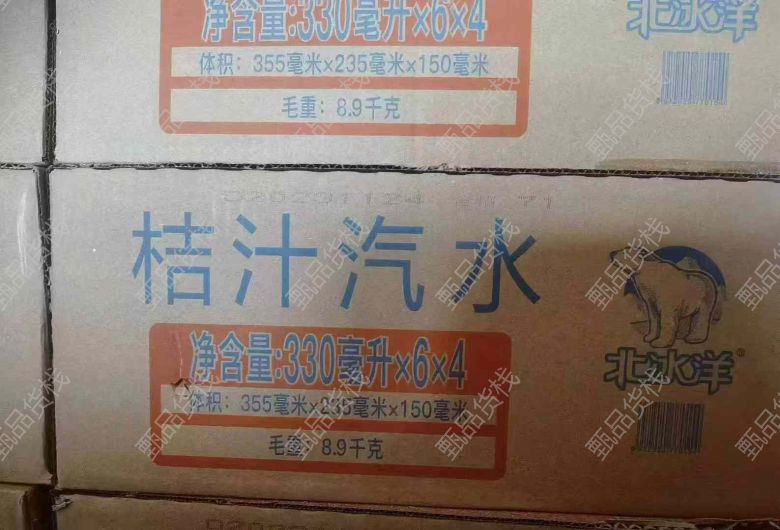 净含量:330毫升×6×4
北冰洋
体积：355毫米×235毫米×150毫米
毛重：8.9千克
桔汁汽水
净含量:330毫升×6×4
北冰洋®
体积：355毫米×235毫米×150毫米
毛重：8.9千克
甄品货栈